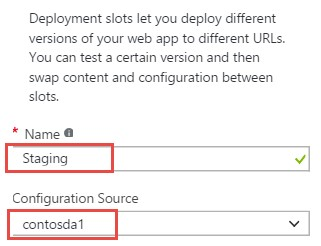 Deployment slots let you deploy different
versions of your web app to different URLs.
You can test a certain version and then
swap content and configuration between
slots.
* Name
Staging
Configuration Source
contosda1